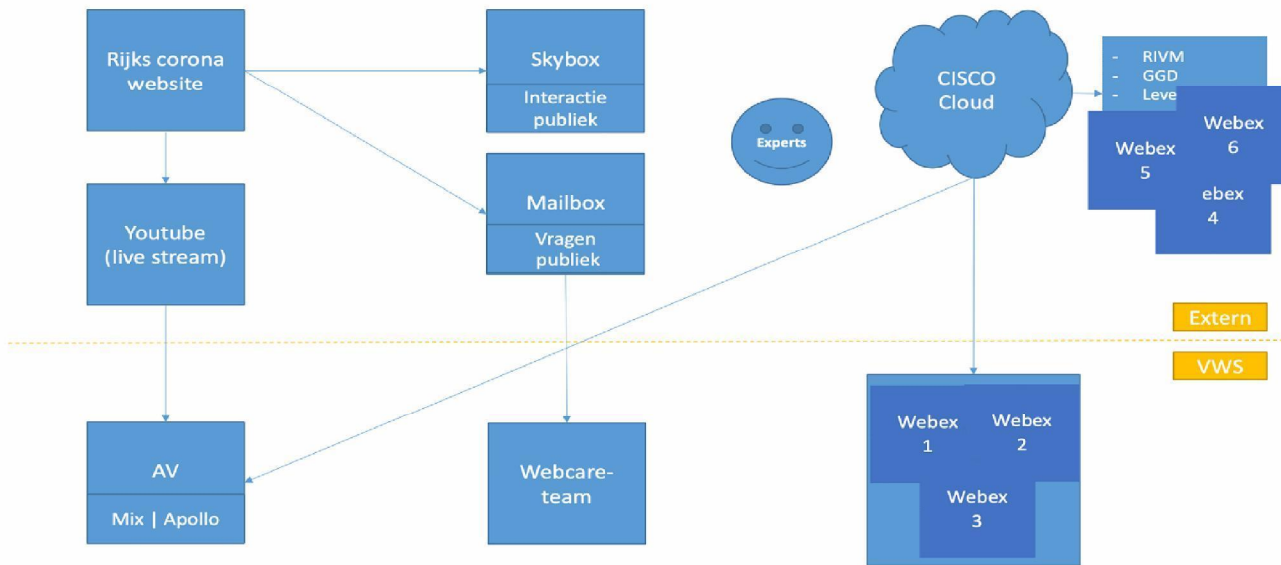 Rijks corona
website
Skybox
Interactie
publiek
CISCO
Cloud
- RIVM
- GGD
- Leve
Webex
6
Webex
5
ebex
4
Experts
Mailbox
Vragen
publiek
Youtube
(live stream)
Extern
VWS
AV
Mix | Apollo
Webcare-
team
Webex
1
Webex
2
Webex
3